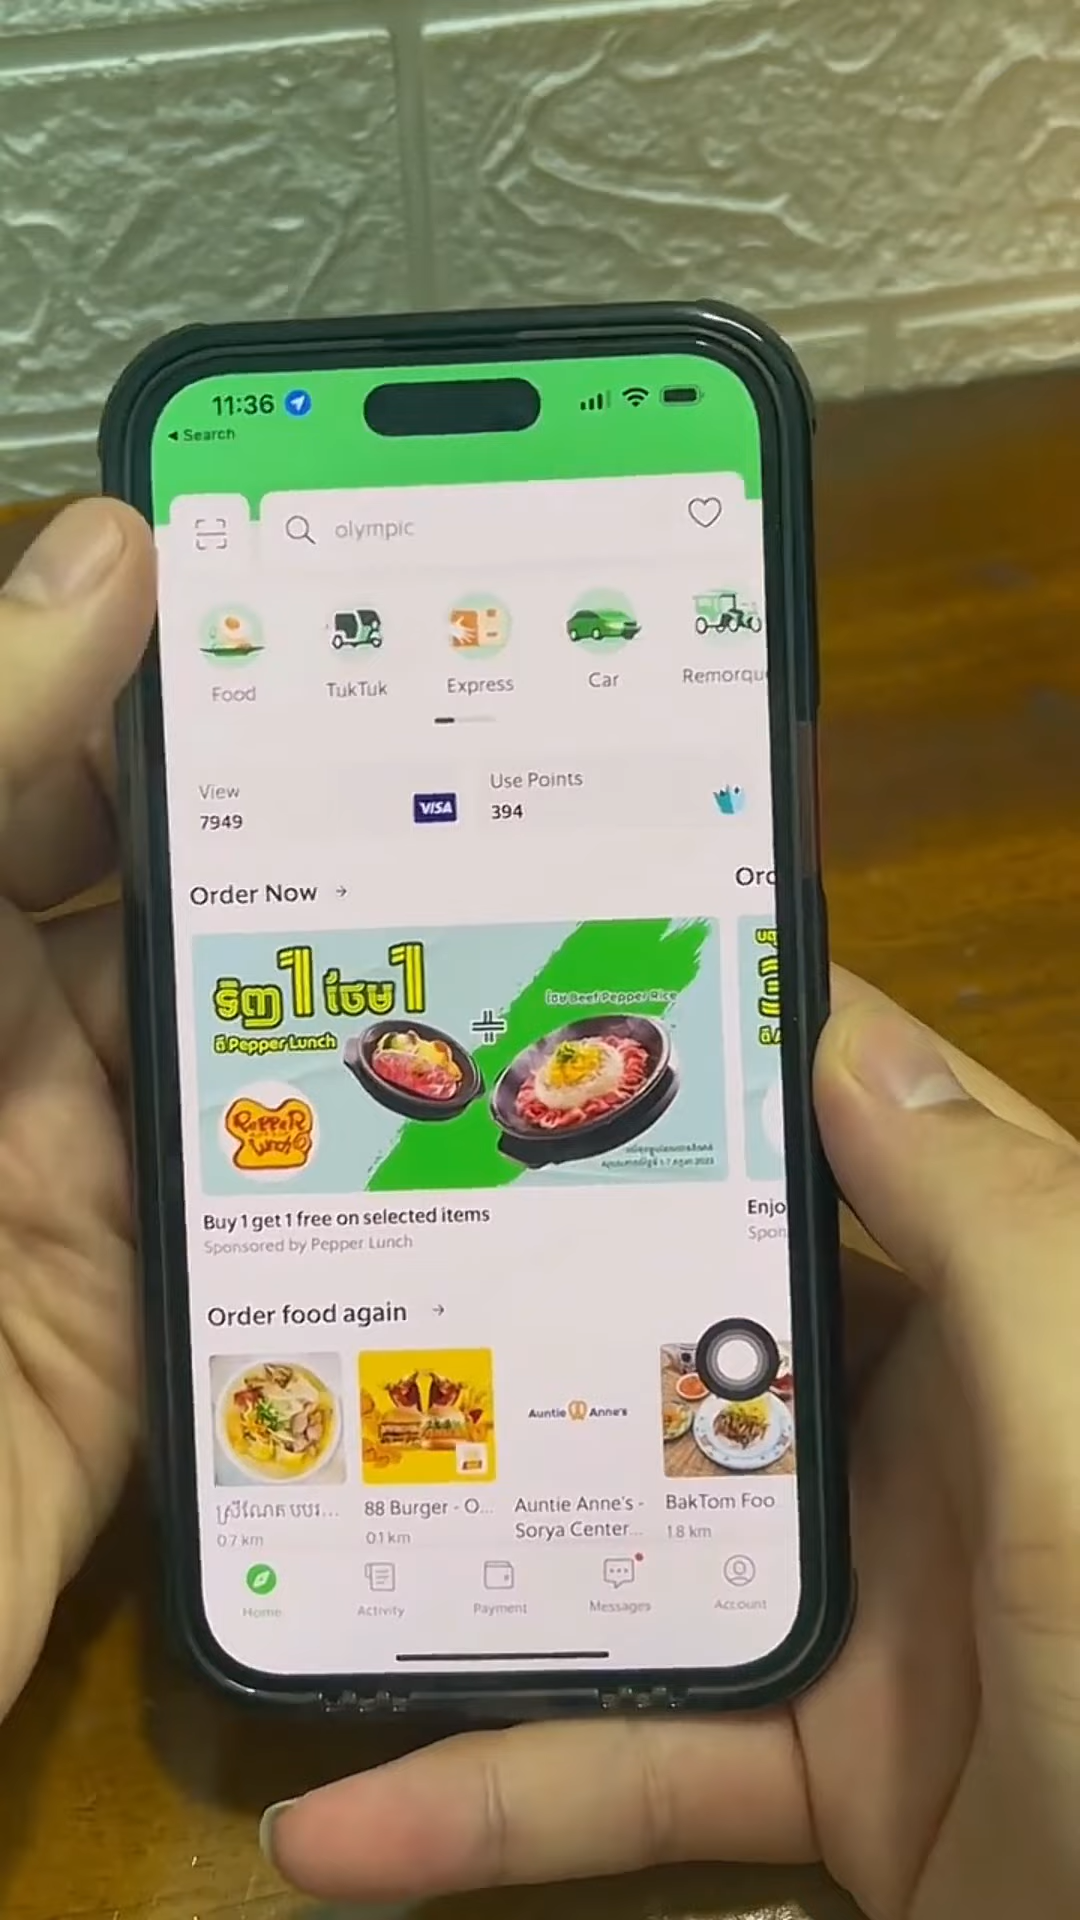 11:36
Search
olympic
Food
TukTuk
Express
Car
Remorqu
View
7949
VISA
Use Points
394
Order Now
Ord
ទិញ1 ថែម1
ពី Pepper Lunch
ថែម Beef Pepper Rice
PePPeR Lunch
Buy 1 get 1 free on selected items
Sponsored by Pepper Lunch
Enjo
Spon
Order food again
Auntie Anne's
ស្រីណែត បបរ...
0.7 km
88 Burger - O...
0.1 km
Auntie Anne's -
Sorya Center...
BakTom Foo
1.8 km
Home
Activity
Payment
Messages
Account